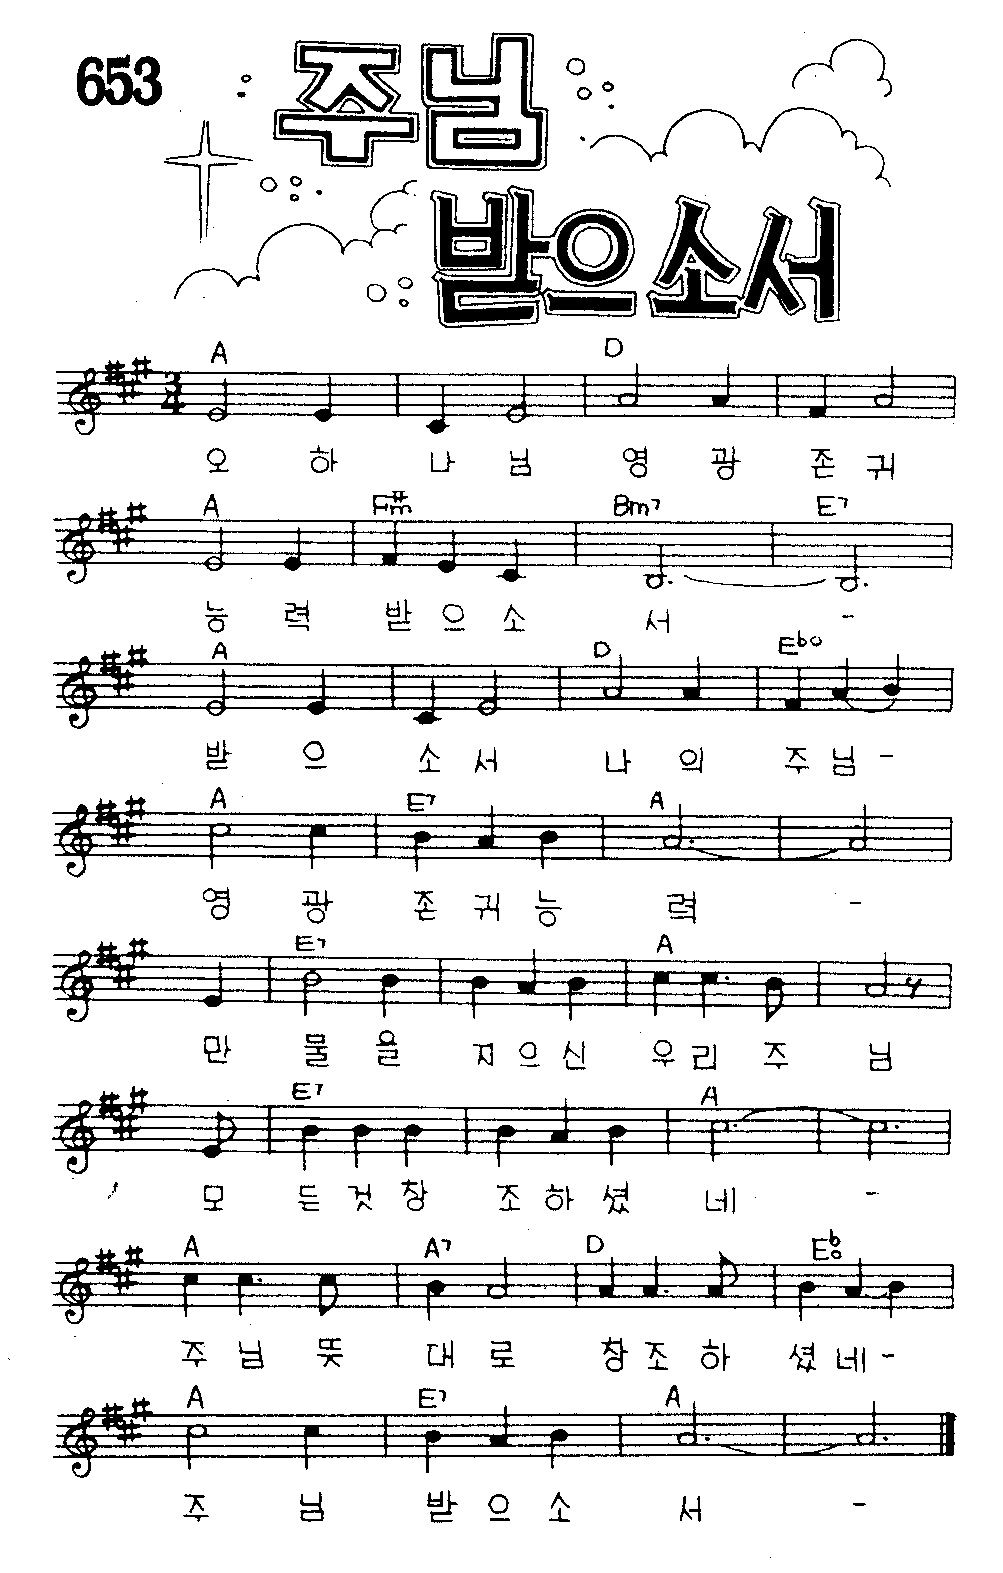 653
주님
받으소서
3/4
A D
오 하 나 님 영 광 존 귀
A F#m Bm7 E7
능 력 받 으 소 서 -
A D Eb°
받 으 소 서 나 의 주 님 -
A E7 A
영 광 존 귀 능 력 -
E7 A
만 물 을 지 으 신 우 리 주 님
E7 A
모 든 것 창 조 하 셨 네 -
A A7 D Eb°
주 님 뜻 대 로 창 조 하 셨 네 -
A E7 A
주 님 받 으 소 서 -